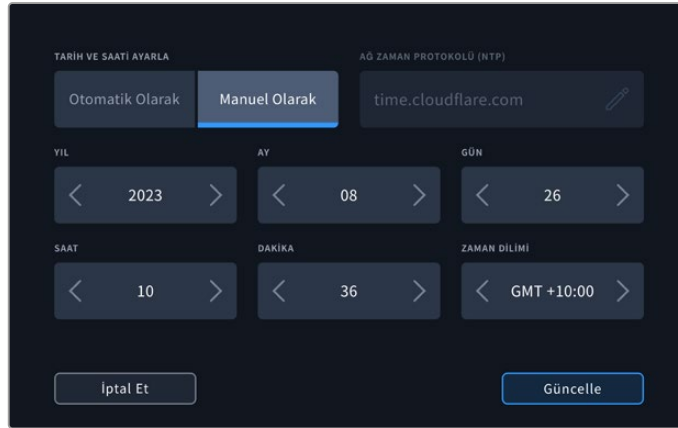 TARİH VE SAATİ AYARLA
AĞ ZAMAN PROTOKOLÜ (NTP)
Otomatik Olarak
Manuel Olarak
time.cloudflare.com
YIL
AY
GÜN
2023
08
26
SAAT
DAKİKA
ZAMAN DİLİMİ
10
36
GMT +10:00
İptal Et
Güncelle